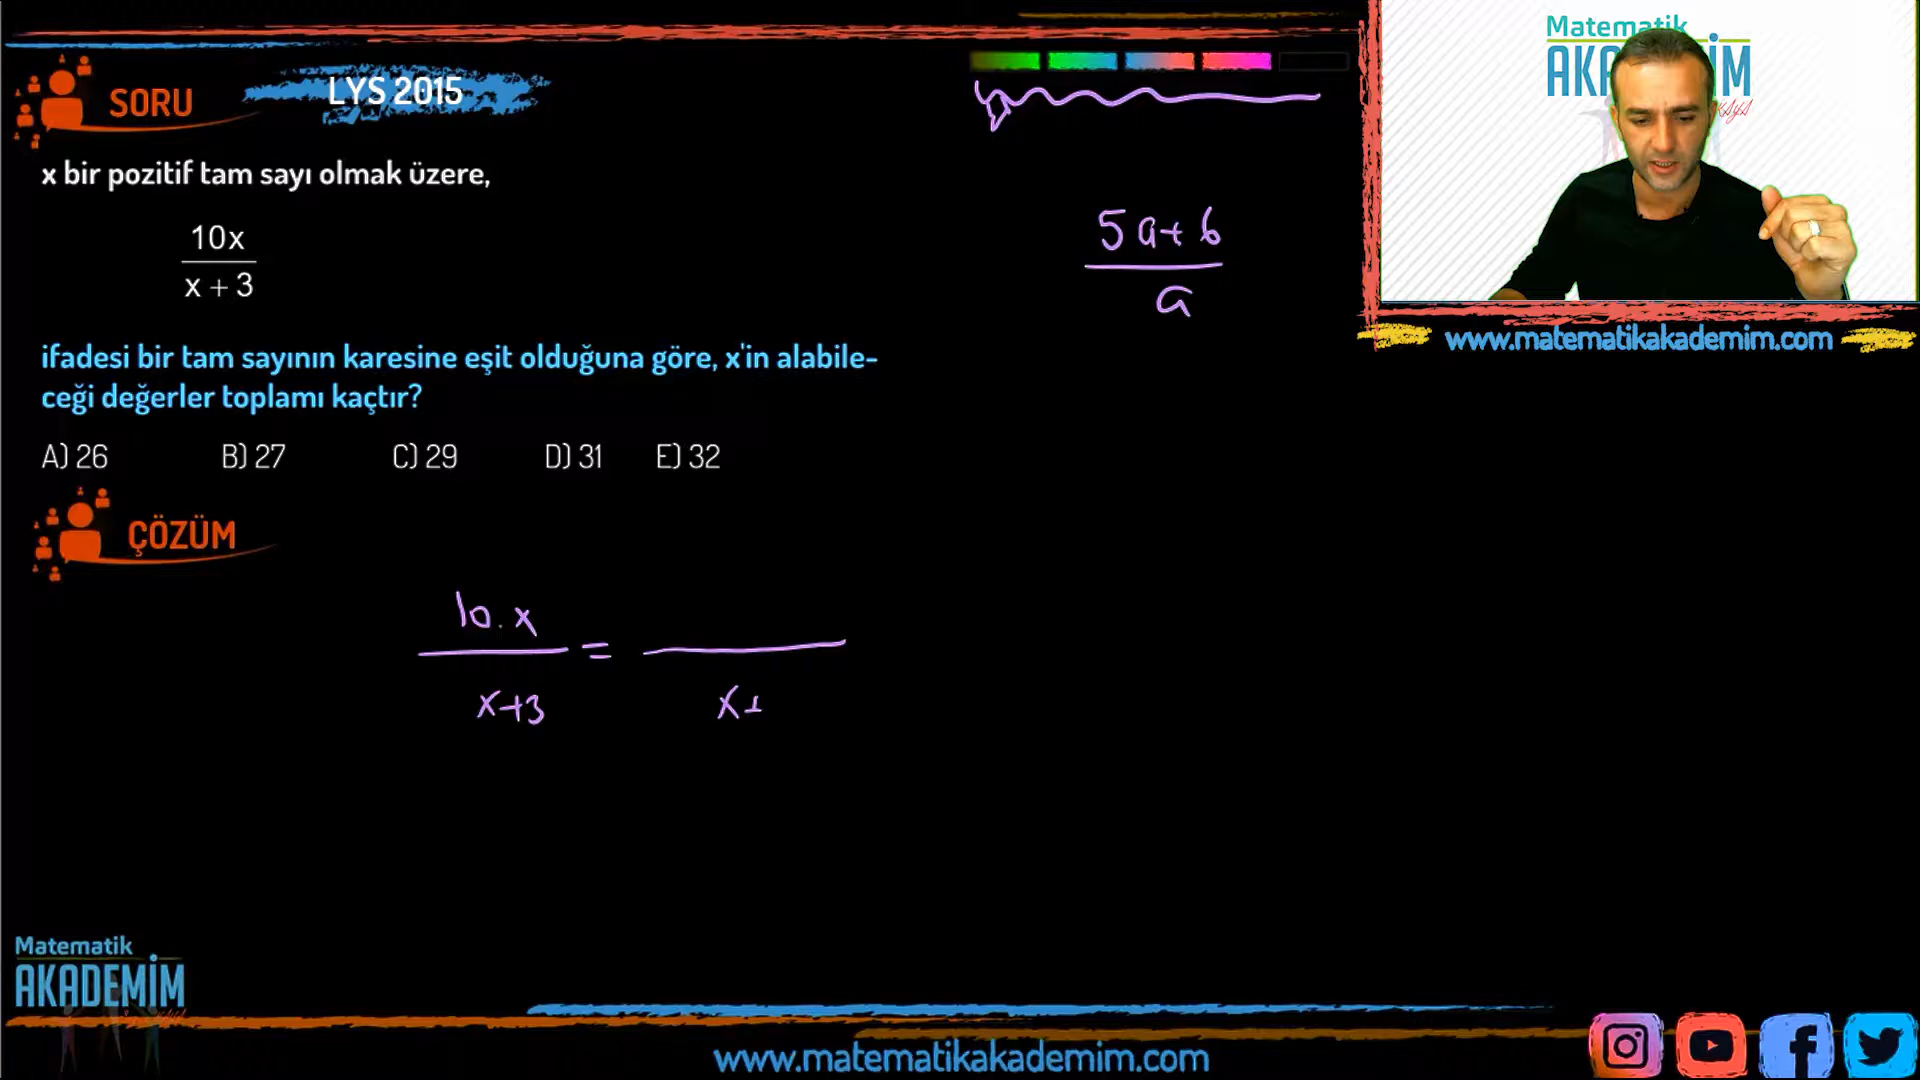 SORU
LYS 2015
x bir pozitif tam sayı olmak üzere,
10x
x + 3
ifadesi bir tam sayının karesine eşit olduğuna göre, x'in alabile-
ceği değerler toplamı kaçtır?
A) 26 B) 27 C) 29 D) 31 E) 32
ÇÖZÜM
10.x
=
x+3
x+
5a+6
a
Matematik
www.matematikakademim.com
Matematik
AKADEMİM
www.matematikakademim.com